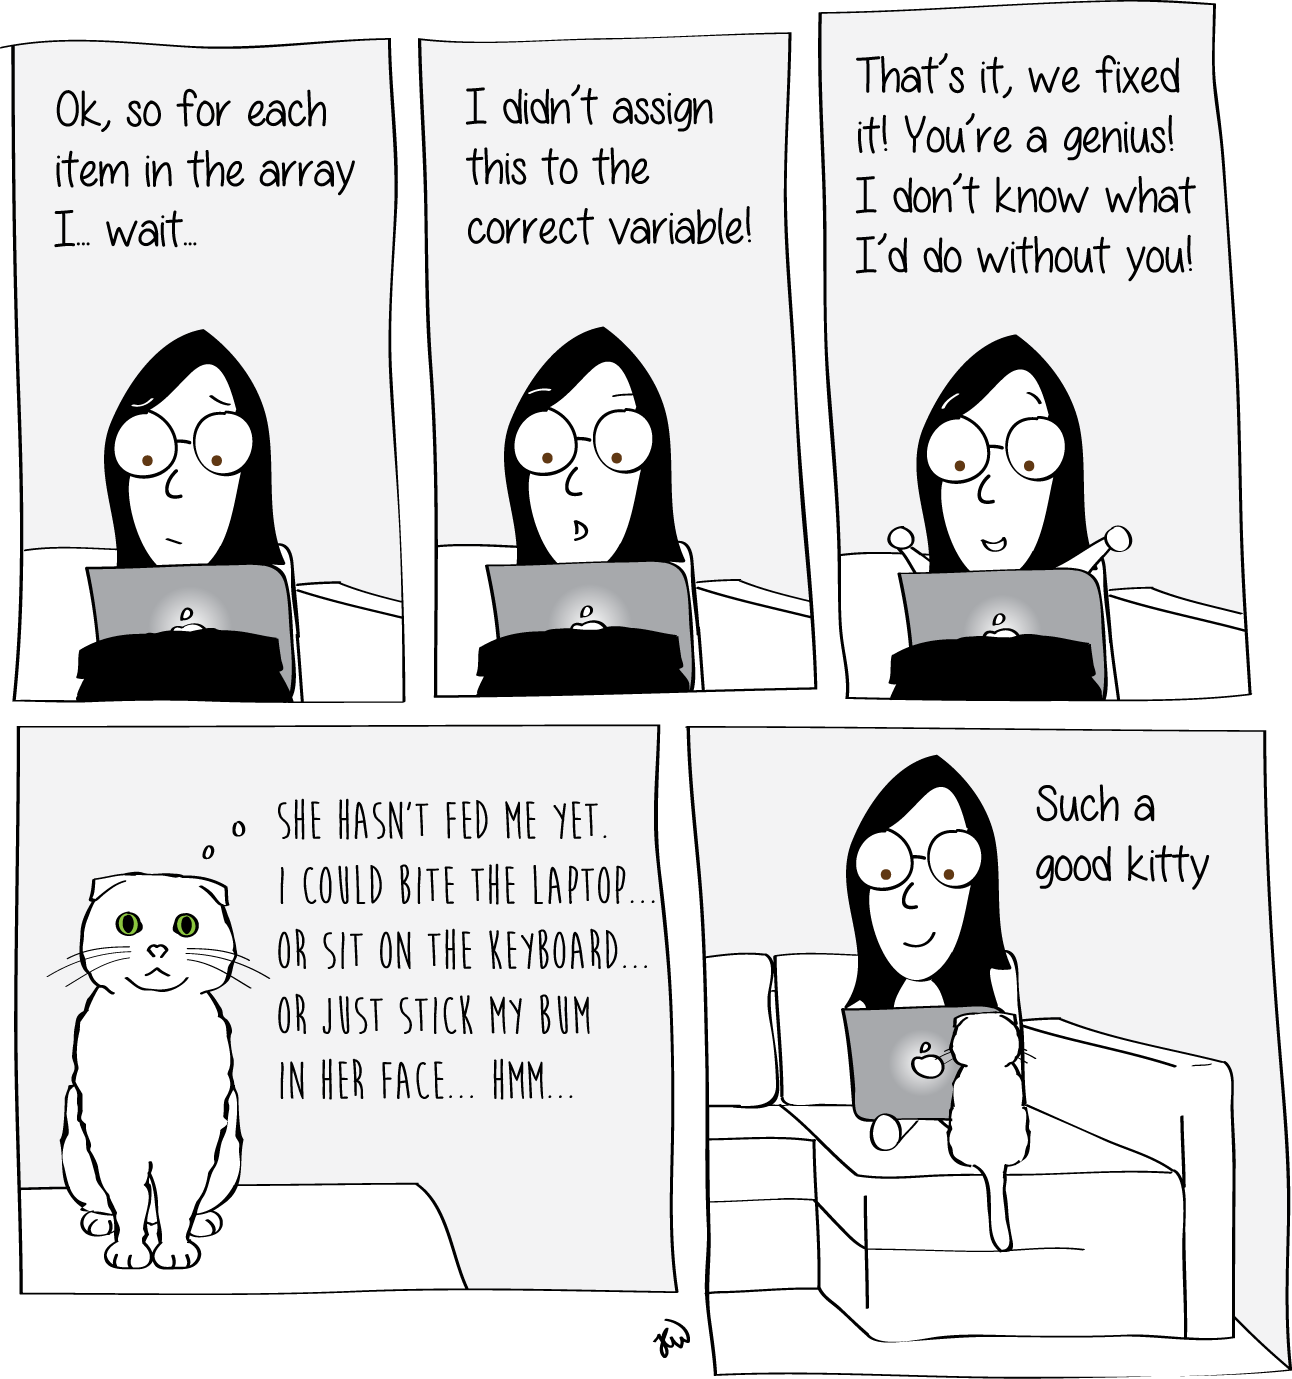 Ok, so for each
item in the array
I... wait...
I didn't assign
this to the
correct variable!
That's it, we fixed
it! You're a genius!
I don't know what
I'd do without you!
SHE HASN'T FED ME YET.
I COULD BITE THE LAPTOP...
OR SIT ON THE KEYBOARD...
OR JUST STICK MY BUM
IN HER FACE... HMM...
Such a
good kitty